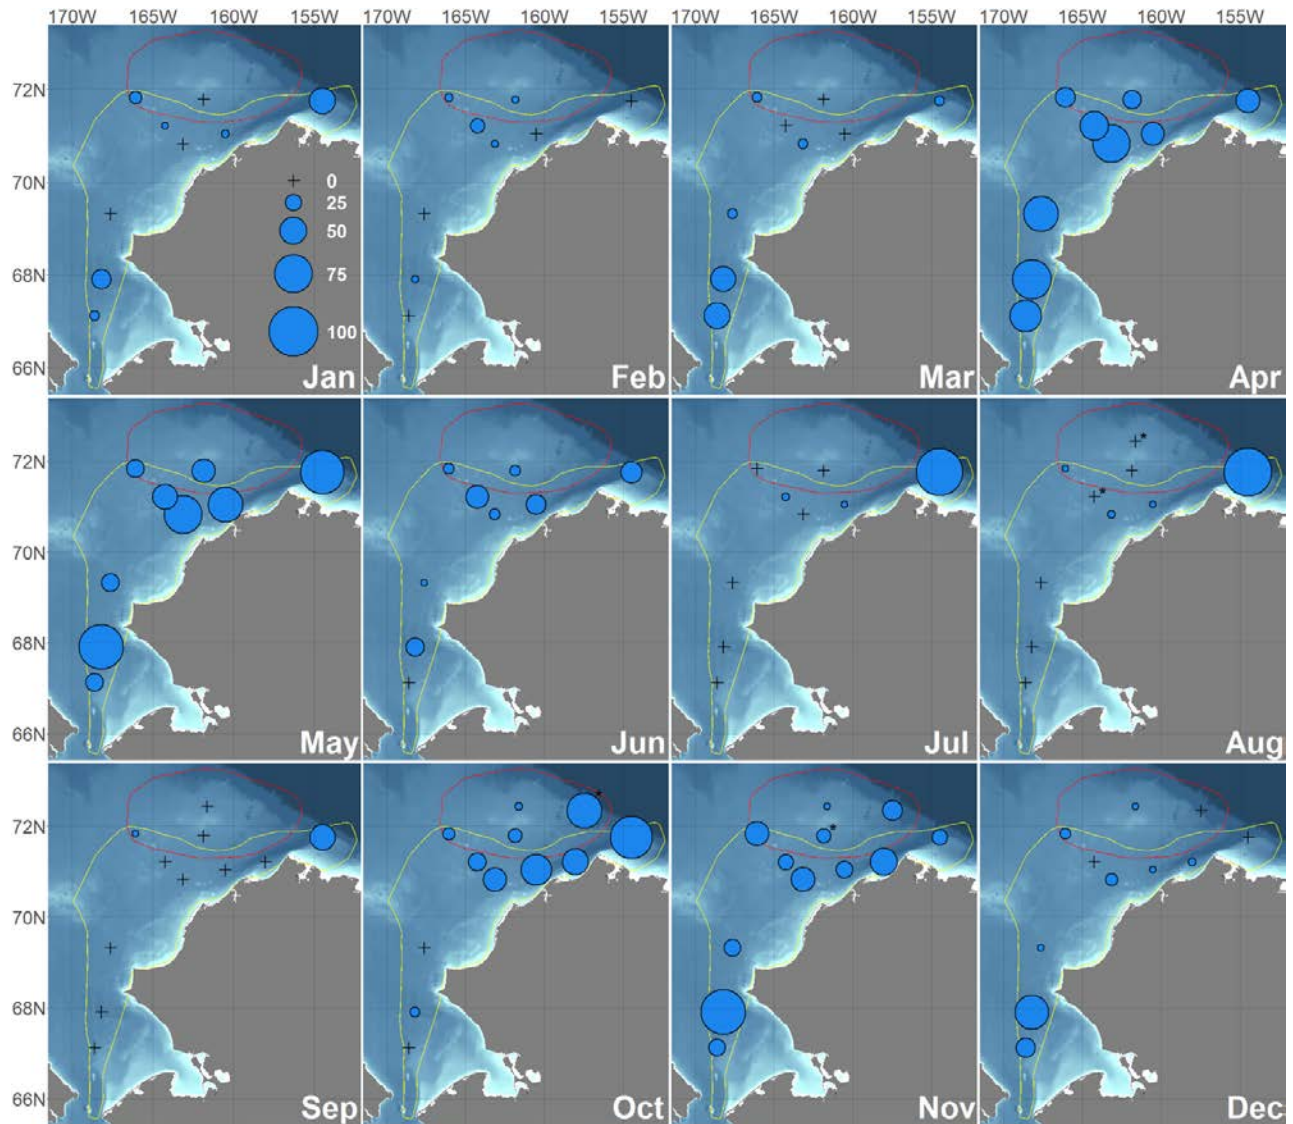 170W 165W 160W 155W 170W 165W 160W 155W 170W 165W 160W 155W 170W 165W 160W 155W
72N
70N
68N
66N
0
25
50
75
100
Jan Feb Mar Apr
72N
70N
68N
66N
*
*
May Jun Jul Aug
72N
70N
68N
66N
*
*
Sep Oct Nov Dec